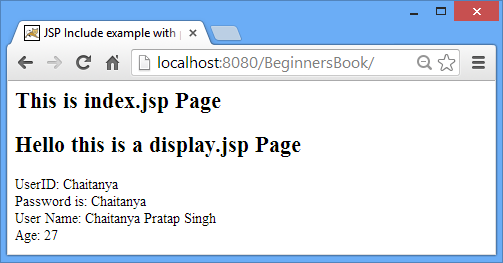 JSP Include example with
localhost:8080/BeginnersBook/
This is index.jsp Page
Hello this is a display.jsp Page
UserID: Chaitanya
Password is: Chaitanya
User Name: Chaitanya Pratap Singh
Age: 27